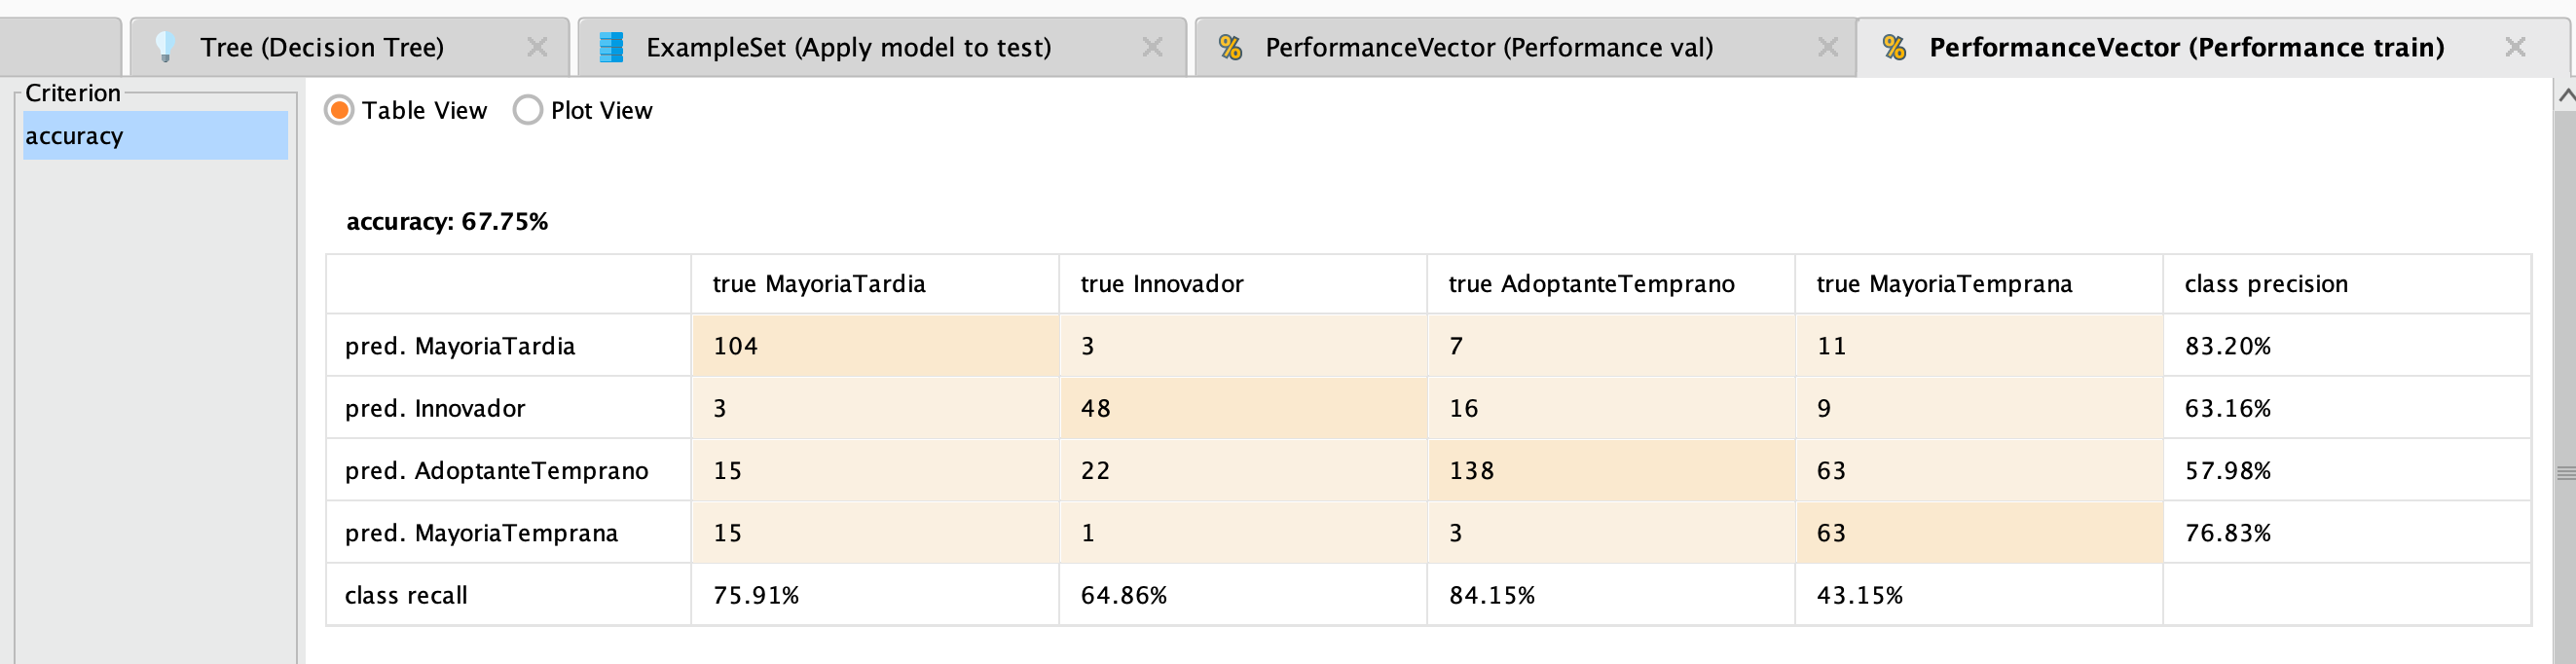 Tree (Decision Tree) ExampleSet (Apply model to test) PerformanceVector (Performance val) PerformanceVector (Performance train)
Criterion
accuracy
Table View Plot View
accuracy: 67.75%
true MayoriaTardia true Innovador true AdoptanteTemprano true MayoriaTemprana class precision
pred. MayoriaTardia 104 3 7 11 83.20%
pred. Innovador 3 48 16 9 63.16%
pred. AdoptanteTemprano 15 22 138 63 57.98%
pred. MayoriaTemprana 15 1 3 63 76.83%
class recall 75.91% 64.86% 84.15% 43.15%